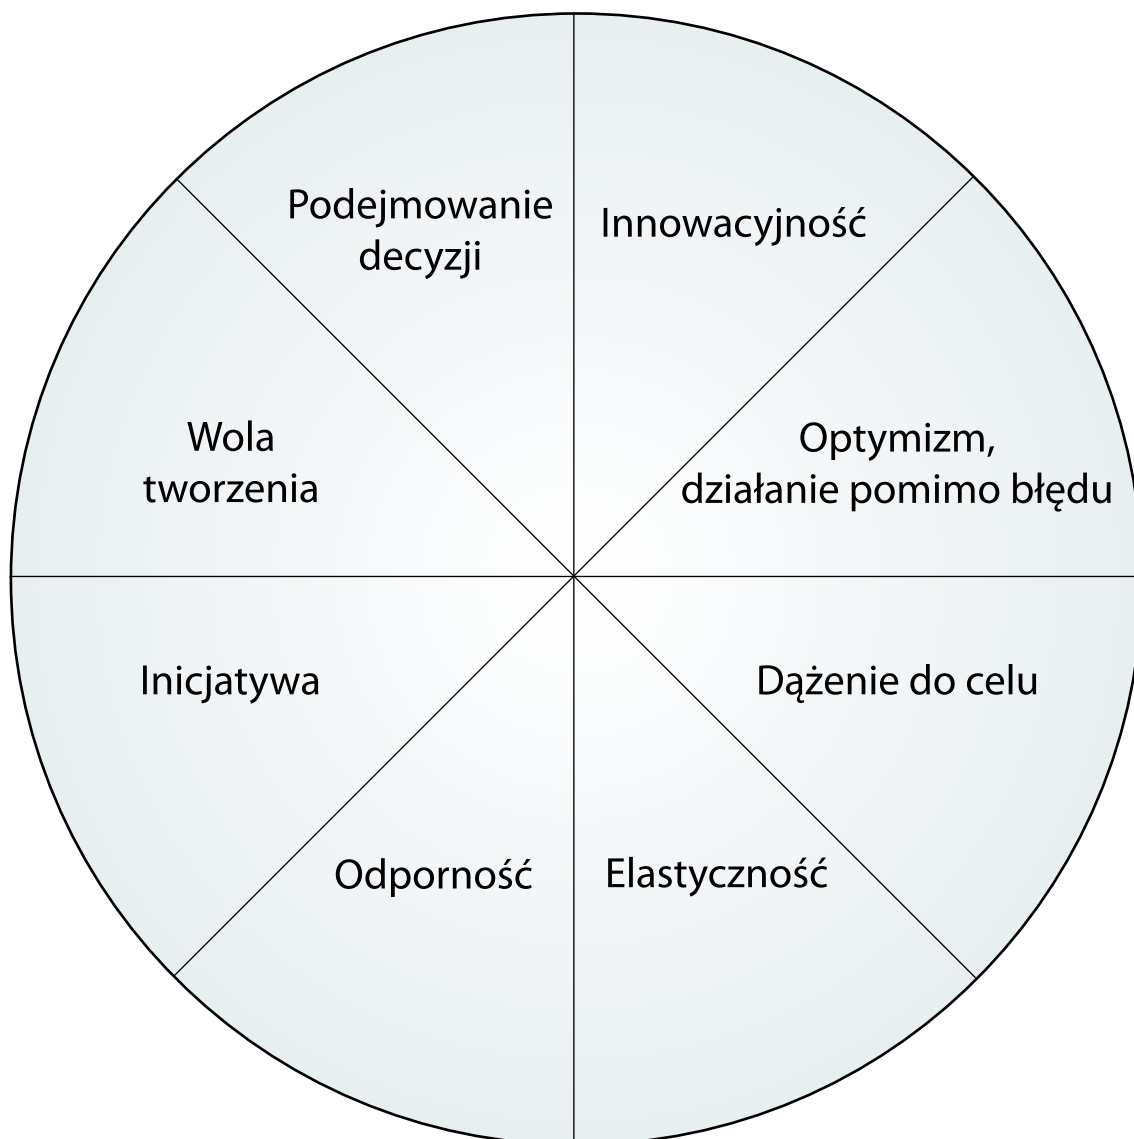 Podejmowanie
decyzji
Innowacyjność
Wola
tworzenia
Optymizm,
działanie pomimo błędu
Inicjatywa
Dążenie do celu
Odporność
Elastyczność